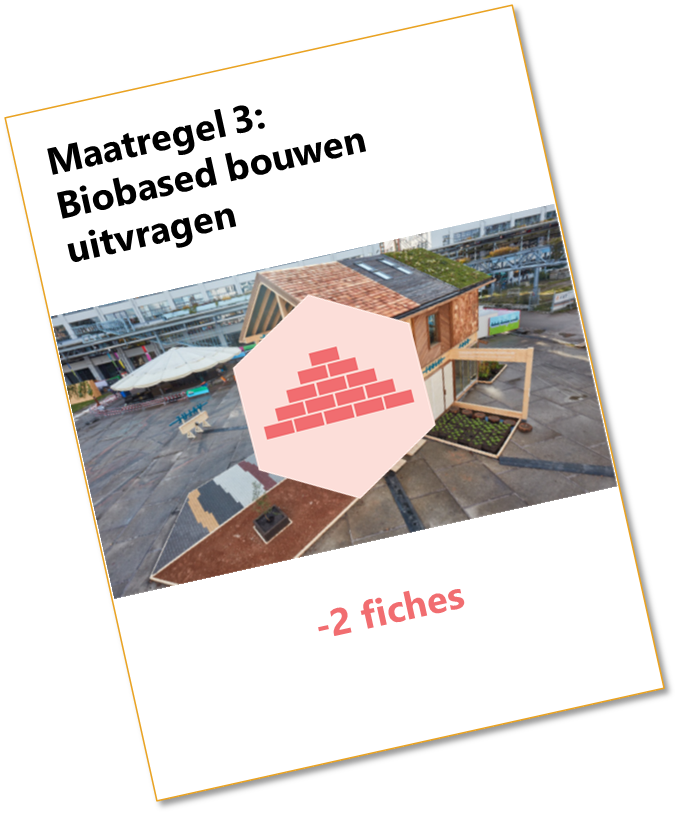 Maatregel 3:
Biobased bouwen
uitvragen
-2 fiches